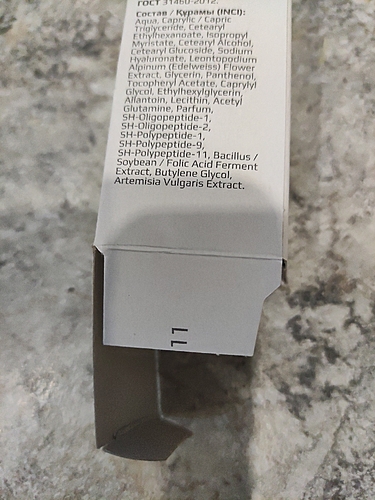 ГОСТ 31460-2012.
Состав / Құрамы (INCI):
Aqua, Caprylic / Capric
Triglyceride, Cetearyl
Ethylhexanoate, Isopropyl
Myristate, Cetearyl Alcohol,
Cetearyl Glucoside, Sodium
Hyaluronate, Leontopodium
Alpinum (Edelweiss) Flower
Extract, Glycerin, Panthenol,
Tocopheryl Acetate, Caprylyl
Glycol, Ethylhexylglycerin,
Allantoin, Lecithin, Acetyl
Glutamine, Parfum,
SH-Oligopeptide-1,
SH-Oligopeptide-2,
SH-Polypeptide-1,
SH-Polypeptide-9,
SH-Polypeptide-11, Bacillus /
Soybean / Folic Acid Ferment
Extract, Butylene Glycol,
Artemisia Vulgaris Extract.
11